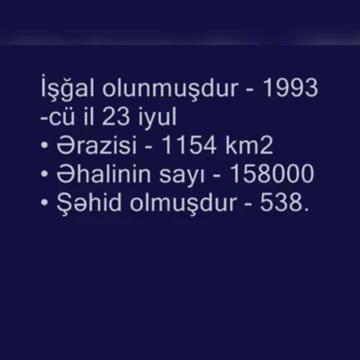 İşğal olunmuşdur - 1993
-cü il 23 iyul
• Ərazisi - 1154 km2
• Əhalinin sayı - 158000
• Şəhid olmuşdur - 538.